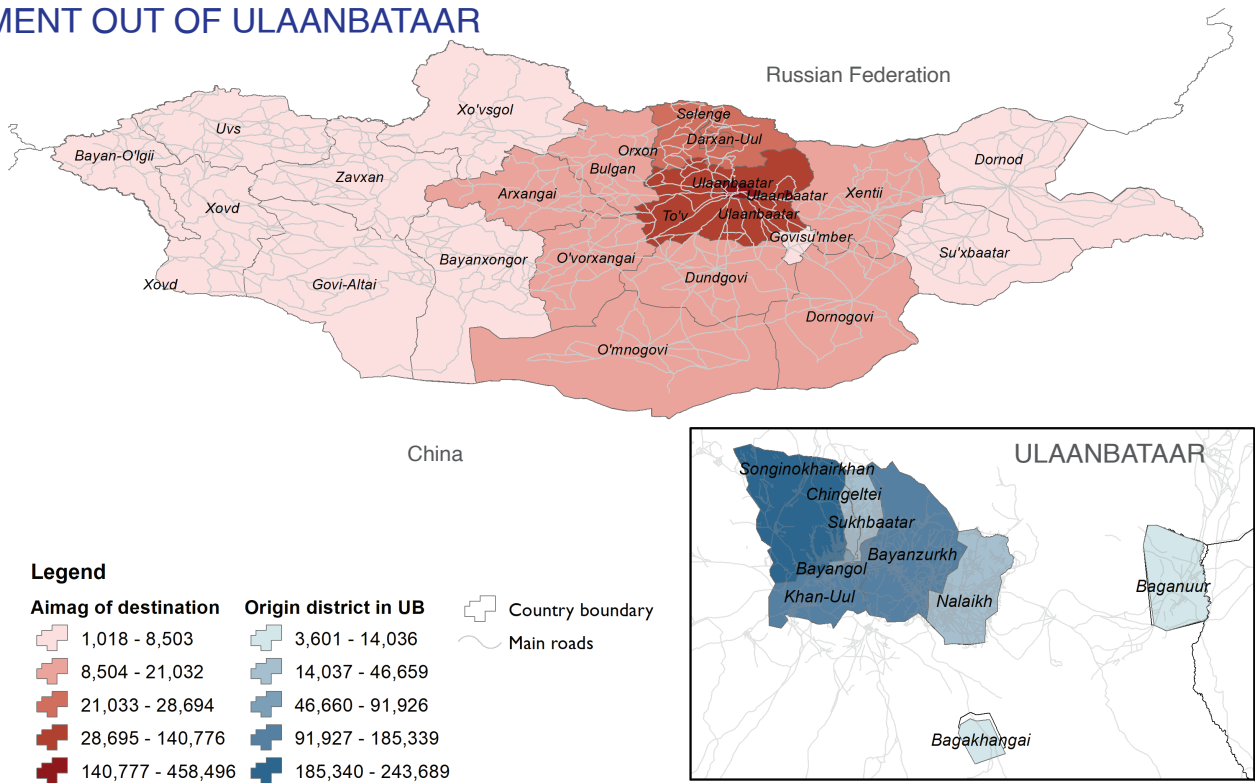 MENT OUT OF ULAANBATAAR
Russian Federation
Xo'vsgol
Selenge
Uvs
Darxan-Uul
Orxon
Bayan-O'lgii
Dornod
Bulgan
Zavxan
Ulaanbaatar
Arxangai
Ulaanbaatar
Xentii
Xovd
To'v
Ulaanbaatar
Govisu'mber
Su'xbaatar
O'vorxangai
Bayanxongor
Dundgovi
Xovd
Govi-Altai
Dornogovi
O'mnogovi
China
ULAANBATAAR
Songinokhairkhan
Chingeltei
Sukhbaatar
Bayanzurkh
Bayangol
Khan-Uul
Nalaikh
Baganuur
Bagakhangai
Legend
Aimag of destination
1,018 - 8,503
8,504 - 21,032
21,033 - 28,694
28,695 - 140,776
140,777 - 458,496
Origin district in UB
3,601 - 14,036
14,037 - 46,659
46,660 - 91,926
91,927 - 185,339
185,340 - 243,689
Country boundary
Main roads